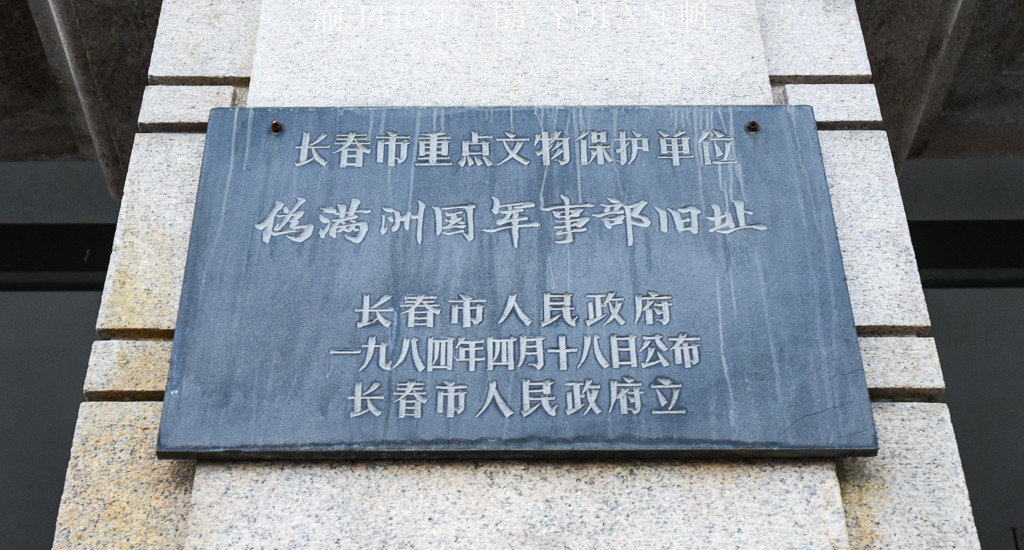 渝 PHOTO BY YUFAN 帆
长春市重点文物保护单位
伪满洲国军事部旧址
长春市人民政府
一九八四年四月十八日公布
长春市人民政府立